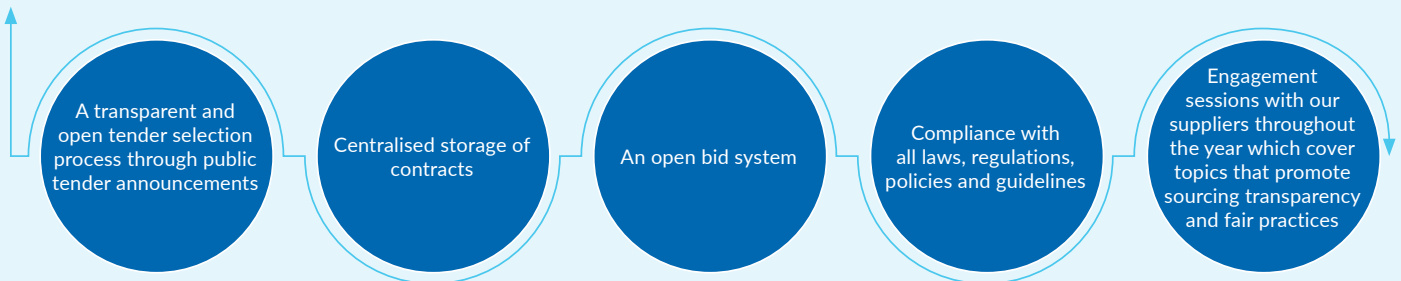 A transparent and
open tender selection
process through public
tender announcements
Centralised storage of
contracts
An open bid system
Compliance with
all laws, regulations,
policies and guidelines
Engagement
sessions with our
suppliers throughout
the year which cover
topics that promote
sourcing transparency
and fair practices